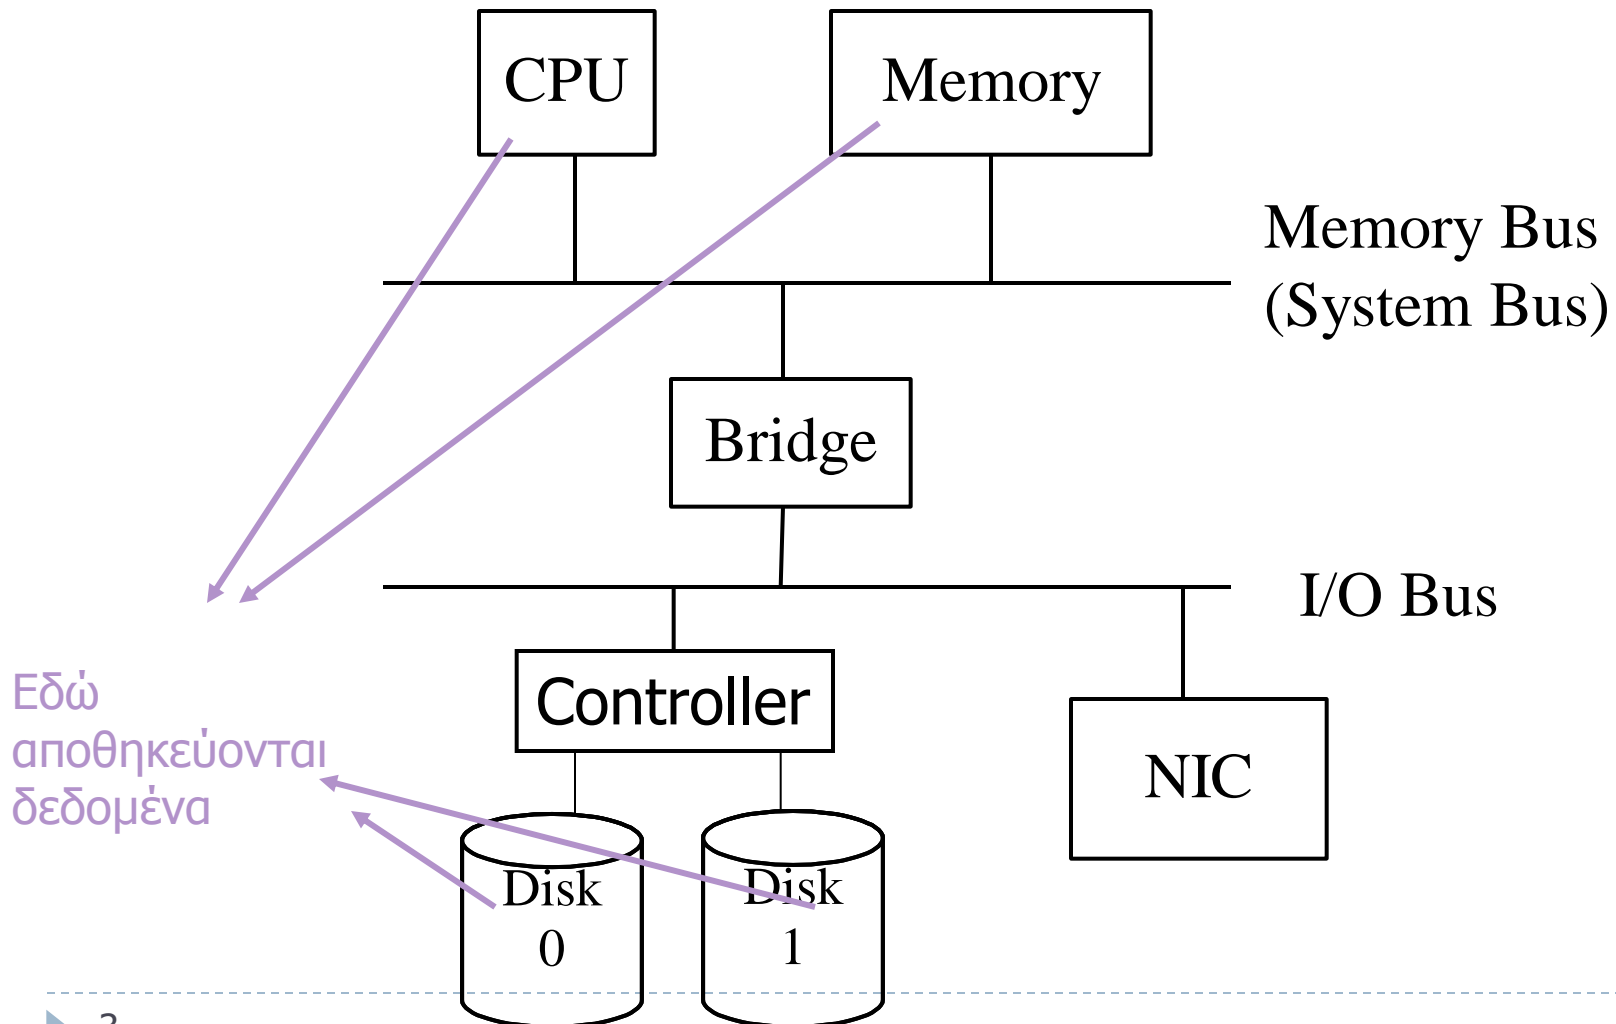 CPU
Memory
Memory Bus
(System Bus)
Bridge
I/O Bus
Controller
NIC
Εδώ
αποθηκεύονται
δεδομένα
Disk
0
Disk
1